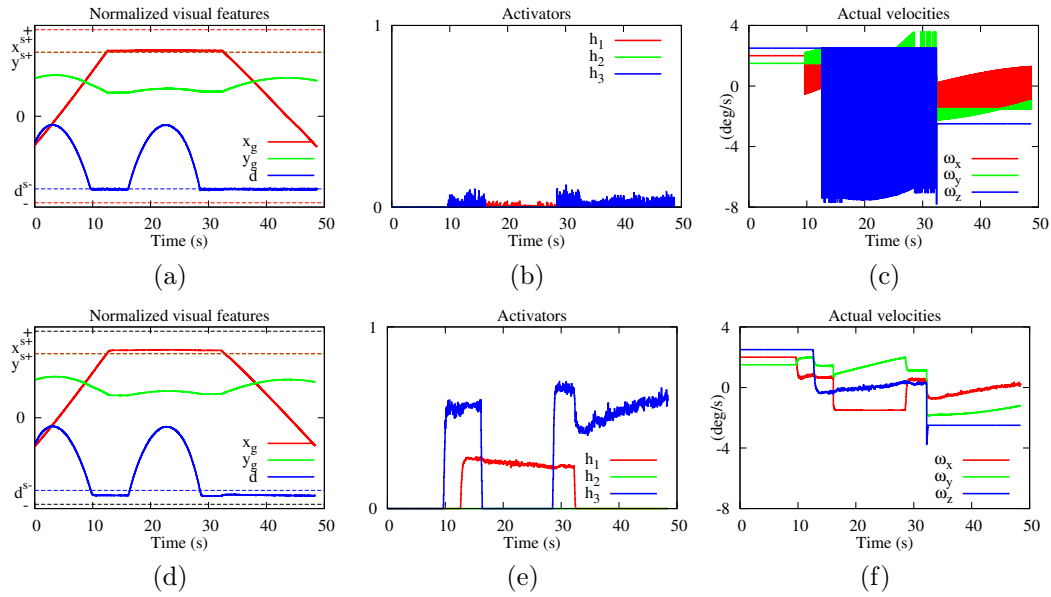 Normalized visual features
+
x^{s+}
y^{s+}
0
d^{s-}
-
x_g
y_g
d
0 10 20 30 40 50
Time (s)
(a)
Activators
1
0
h_1
h_2
h_3
0 10 20 30 40 50
Time (s)
(b)
Actual velocities
4
0
-4
-8
(deg/s)
ω_x
ω_y
ω_z
0 10 20 30 40 50
Time (s)
(c)
Normalized visual features
+
x^{s+}
y^{s+}
0
d^{s-}
-
x_g
y_g
d
0 10 20 30 40 50
Time (s)
(d)
Activators
1
0
h_1
h_2
h_3
0 10 20 30 40 50
Time (s)
(e)
Actual velocities
4
0
-4
-8
(deg/s)
ω_x
ω_y
ω_z
0 10 20 30 40 50
Time (s)
(f)